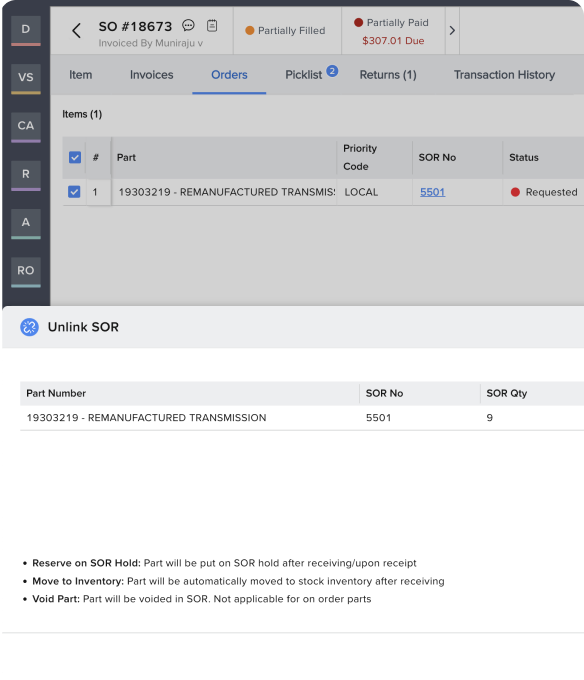 D
SO #18673
Invoiced By Muniraju v
Partially Filled
Partially Paid
$307.01 Due
VS
Item
Invoices
Orders
Picklist 2
Returns (1)
Transaction History
Items (1)
CA
#
Part
Priority
Code
SOR No
Status
R
1
19303219 - REMANUFACTURED TRANSMIS
LOCAL
5501
Requested
A
RO
Unlink SOR
Part Number
SOR No
SOR Qty
19303219 - REMANUFACTURED TRANSMISSION
5501
9
• Reserve on SOR Hold: Part will be put on SOR hold after receiving/upon receipt
• Move to Inventory: Part will be automatically moved to stock inventory after receiving
• Void Part: Part will be voided in SOR. Not applicable for on order parts